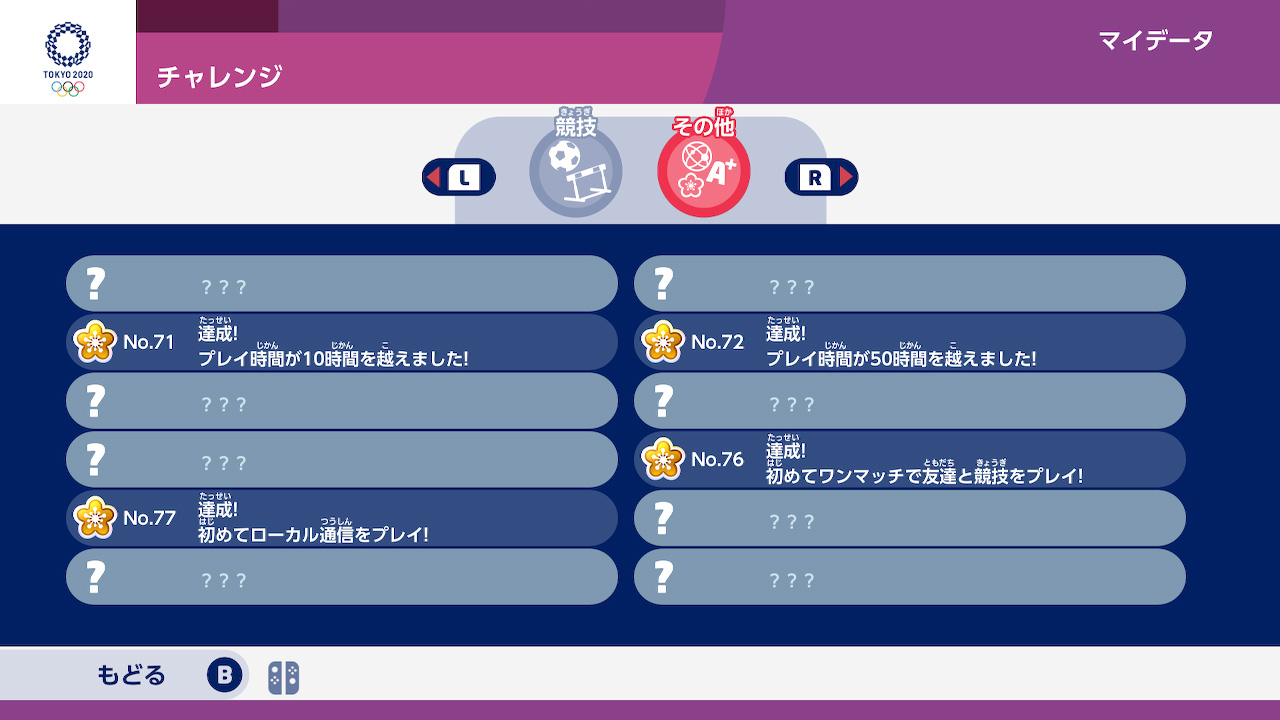 TOKYO 2020
チャレンジ
マイデータ
L
きょうぎ
競技
ほか
その他
A+
R
? ???
? ???
たっせい
No.71 達成!
じかん じかん こ
プレイ時間が10時間を越えました!
たっせい
No.72 達成!
じかん じかん こ
プレイ時間が50時間を越えました!
? ???
? ???
? ???
たっせい
No.76 達成!
はじ ともだち きょうぎ
初めてワンマッチで友達と競技をプレイ!
たっせい
No.77 達成!
はじ つうしん
初めてローカル通信をプレイ!
? ???
? ???
? ???
もどる B